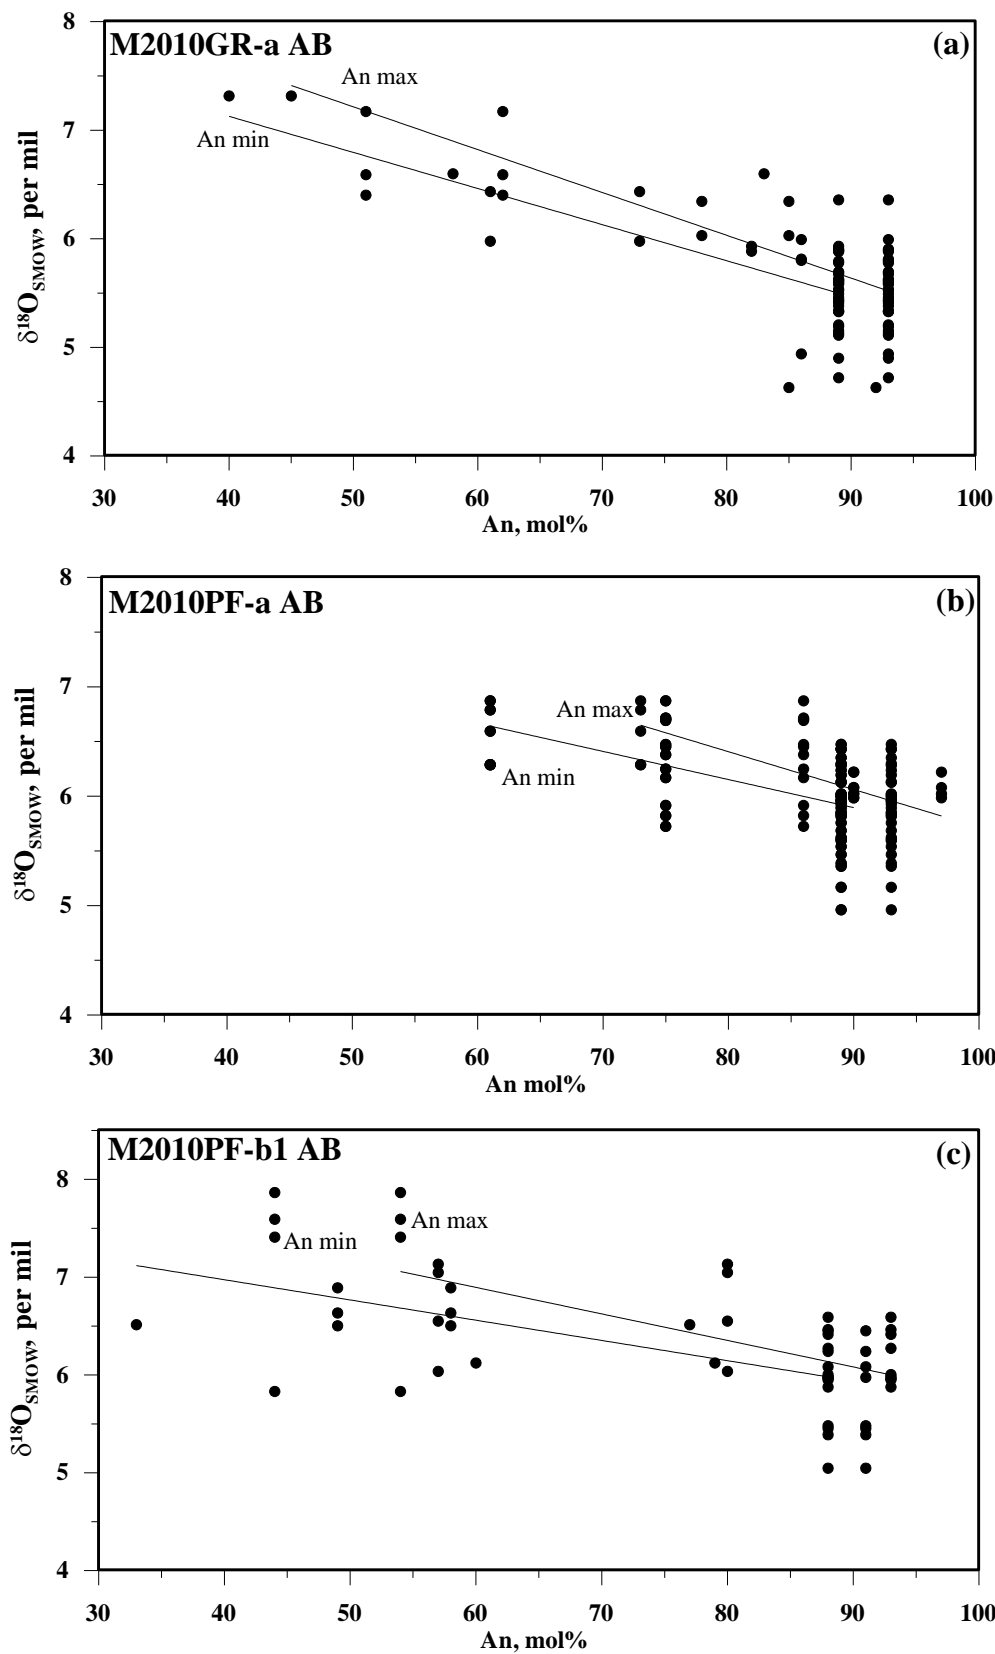 M2010GR-a AB
(a)
An max
An min
8
7
6
5
4
δ¹⁸O_SMOW, per mil
30 40 50 60 70 80 90 100
An, mol%
M2010PF-a AB
(b)
An max
An min
8
7
6
5
4
δ¹⁸O_SMOW, per mil
30 40 50 60 70 80 90 100
An mol%
M2010PF-b1 AB
(c)
An max
An min
8
7
6
5
4
δ¹⁸O_SMOW, per mil
30 40 50 60 70 80 90 100
An, mol%